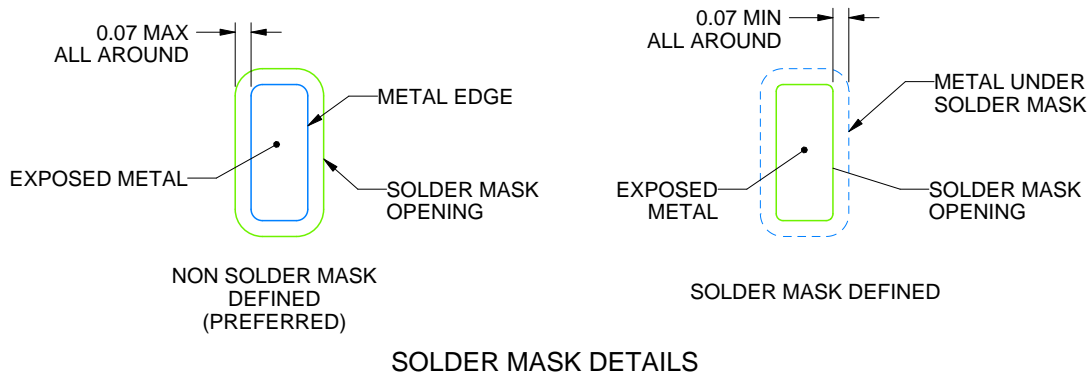 0.07 MAX
ALL AROUND
METAL EDGE
EXPOSED METAL
SOLDER MASK
OPENING
NON SOLDER MASK
DEFINED
(PREFERRED)
0.07 MIN
ALL AROUND
METAL UNDER
SOLDER MASK
EXPOSED
METAL
SOLDER MASK
OPENING
SOLDER MASK DEFINED
SOLDER MASK DETAILS